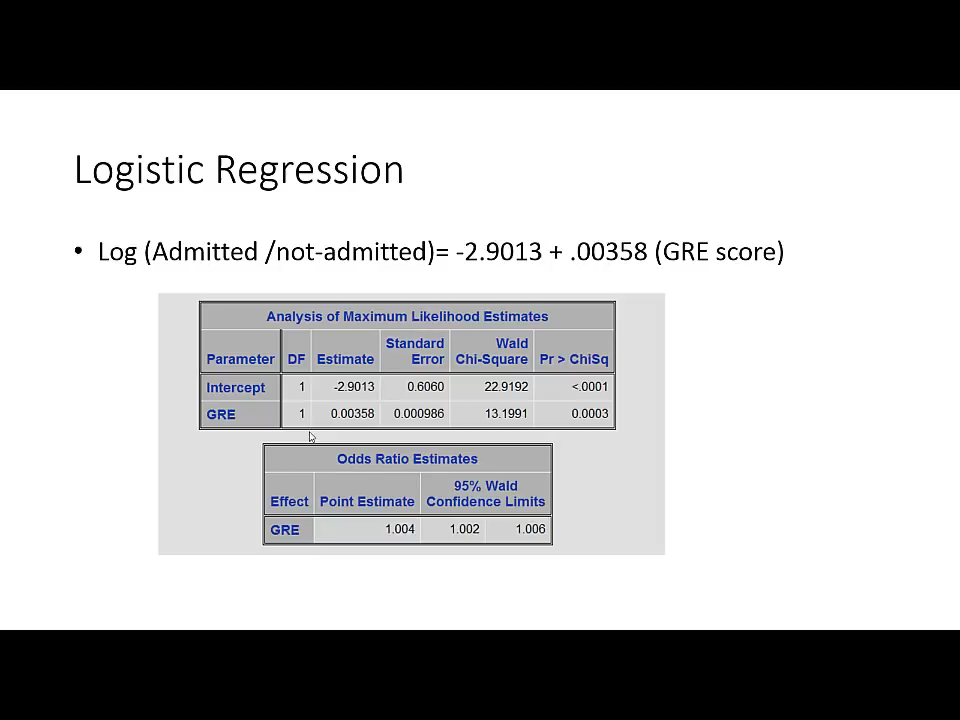 Logistic Regression
• Log (Admitted /not-admitted)= -2.9013 + .00358 (GRE score)
Analysis of Maximum Likelihood Estimates
Parameter DF Estimate Standard Error Wald Chi-Square Pr > ChiSq
Intercept 1 -2.9013 0.6060 22.9192 <.0001
GRE 1 0.00358 0.000986 13.1991 0.0003
Odds Ratio Estimates
Effect Point Estimate 95% Wald Confidence Limits
GRE 1.004 1.002 1.006